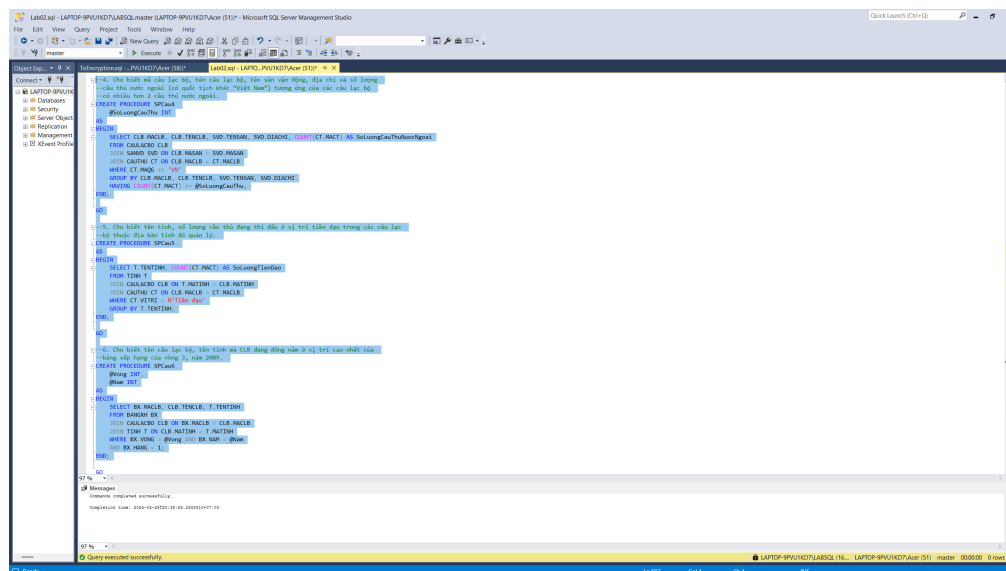 Lab02.sql - LAPTOP-9PVU1KD7\LABSQL.master (LAPTOP-9PVU1KD7\Acer (51))* - Microsoft SQL Server Management Studio
Quick Launch (Ctrl+Q)
File Edit View Query Project Tools Window Help
New Query
master
Execute
Object Exp...
ToEncryption.sql -...PVU1KD7\Acer (58))*
Lab02.sql - LAPTO...PVU1KD7\Acer (51))*
Connect
LAPTOP-9PVU1K
Databases
Security
Server Object
Replication
Management
XEvent Profile
--4. Cho biết mã câu lạc bộ, tên câu lạc bộ, tên sân vận động, địa chỉ và số lượng
--cầu thủ nước ngoài (có quốc tịch khác "Việt Nam") tương ứng của các câu lạc bộ
--có nhiều hơn 2 cầu thủ nước ngoài.
CREATE PROCEDURE SPCau4
@SoLuongCauThu INT
AS
BEGIN
SELECT CLB.MACLB, CLB.TENCLB, SVD.TENSAN, SVD.DIACHI, COUNT(CT.MACT) AS SoLuongCauThuNuocNgoai
FROM CAULACBO CLB
JOIN SANVD SVD ON CLB.MASAN = SVD.MASAN
JOIN CAUTHU CT ON CLB.MACLB = CT.MACLB
WHERE CT.MAQG <> 'VN'
GROUP BY CLB.MACLB, CLB.TENCLB, SVD.TENSAN, SVD.DIACHI
HAVING COUNT(CT.MACT) >= @SoLuongCauThu;
END;
GO
--5. Cho biết tên tỉnh, số lượng cầu thủ đang thi đấu ở vị trí tiền đạo trong các câu lạc
--bộ thuộc địa bàn tỉnh đó quản lý.
CREATE PROCEDURE SPCau5
AS
BEGIN
SELECT T.TENTINH, COUNT(CT.MACT) AS SoLuongTienDao
FROM TINH T
JOIN CAULACBO CLB ON T.MATINH = CLB.MATINH
JOIN CAUTHU CT ON CLB.MACLB = CT.MACLB
WHERE CT.VITRI = N'Tiền đạo'
GROUP BY T.TENTINH;
END;
GO
--6. Cho biết tên câu lạc bộ, tên tỉnh mà CLB đang đóng nằm ở vị trí cao nhất của
--bảng xếp hạng của vòng 3, năm 2009.
CREATE PROCEDURE SPCau6
@Vong INT,
@Nam INT
AS
BEGIN
SELECT BX.MACLB, CLB.TENCLB, T.TENTINH
FROM BANGXH BX
JOIN CAULACBO CLB ON BX.MACLB = CLB.MACLB
JOIN TINH T ON CLB.MATINH = T.MATINH
WHERE BX.VONG = @Vong AND BX.NAM = @Nam
AND BX.HANG = 1;
END;
GO
97 %
Messages
Commands completed successfully.
97 %
Query executed successfully.
LAPTOP-9PVU1KD7\LABSQL (16... LAPTOP-9PVU1KD7\Acer (51) master 00:00:00 0 rows
Ready